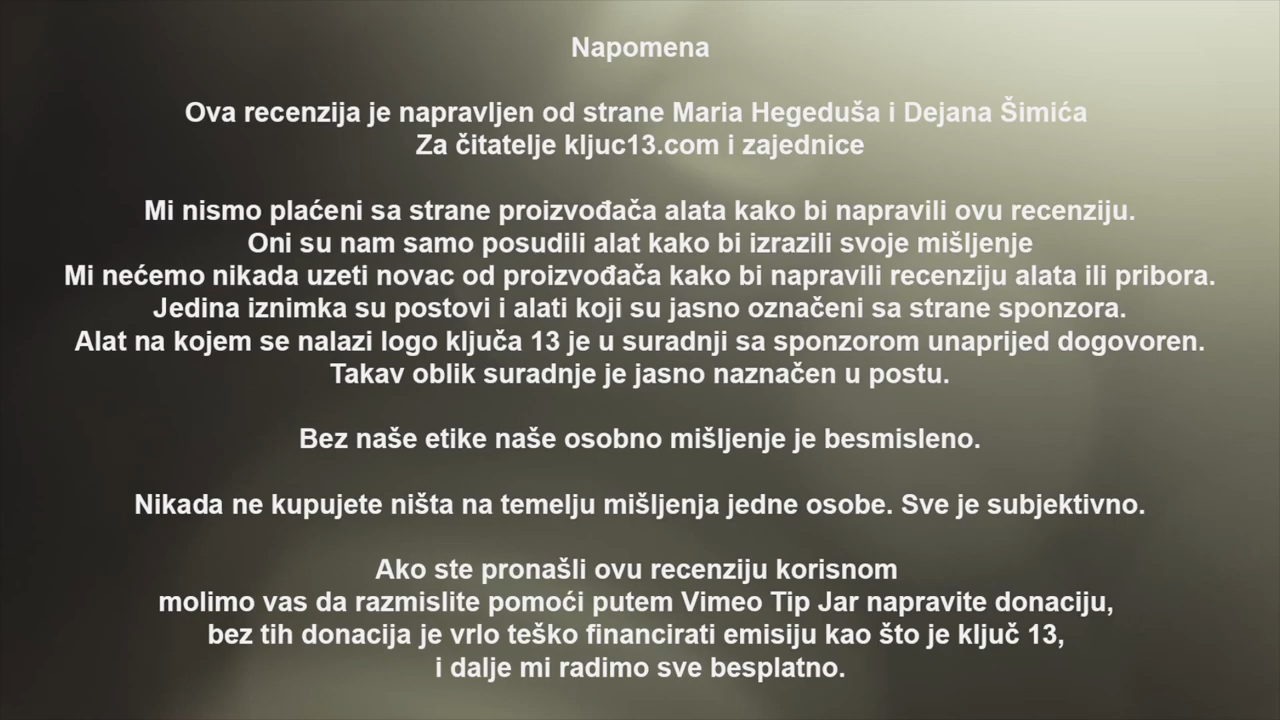 Napomena
Ova recenzija je napravljen od strane Maria Hegeduša i Dejana Šimića
Za čitatelje kljuc13.com i zajednice
Mi nismo plaćeni sa strane proizvođača alata kako bi napravili ovu recenziju.
Oni su nam samo posudili alat kako bi izrazili svoje mišljenje
Mi nećemo nikada uzeti novac od proizvođača kako bi napravili recenziju alata ili pribora.
Jedina iznimka su postovi i alati koji su jasno označeni sa strane sponzora.
Alat na kojem se nalazi logo ključa 13 je u suradnji sa sponzorom unaprijed dogovoren.
Takav oblik suradnje je jasno naznačen u postu.
Bez naše etike naše osobno mišljenje je besmisleno.
Nikada ne kupujete ništa na temelju mišljenja jedne osobe. Sve je subjektivno.
Ako ste pronašli ovu recenziju korisnom
molimo vas da razmislite pomoći putem Vimeo Tip Jar napravite donaciju,
bez tih donacija je vrlo teško financirati emisiju kao što je ključ 13,
i dalje mi radimo sve besplatno.